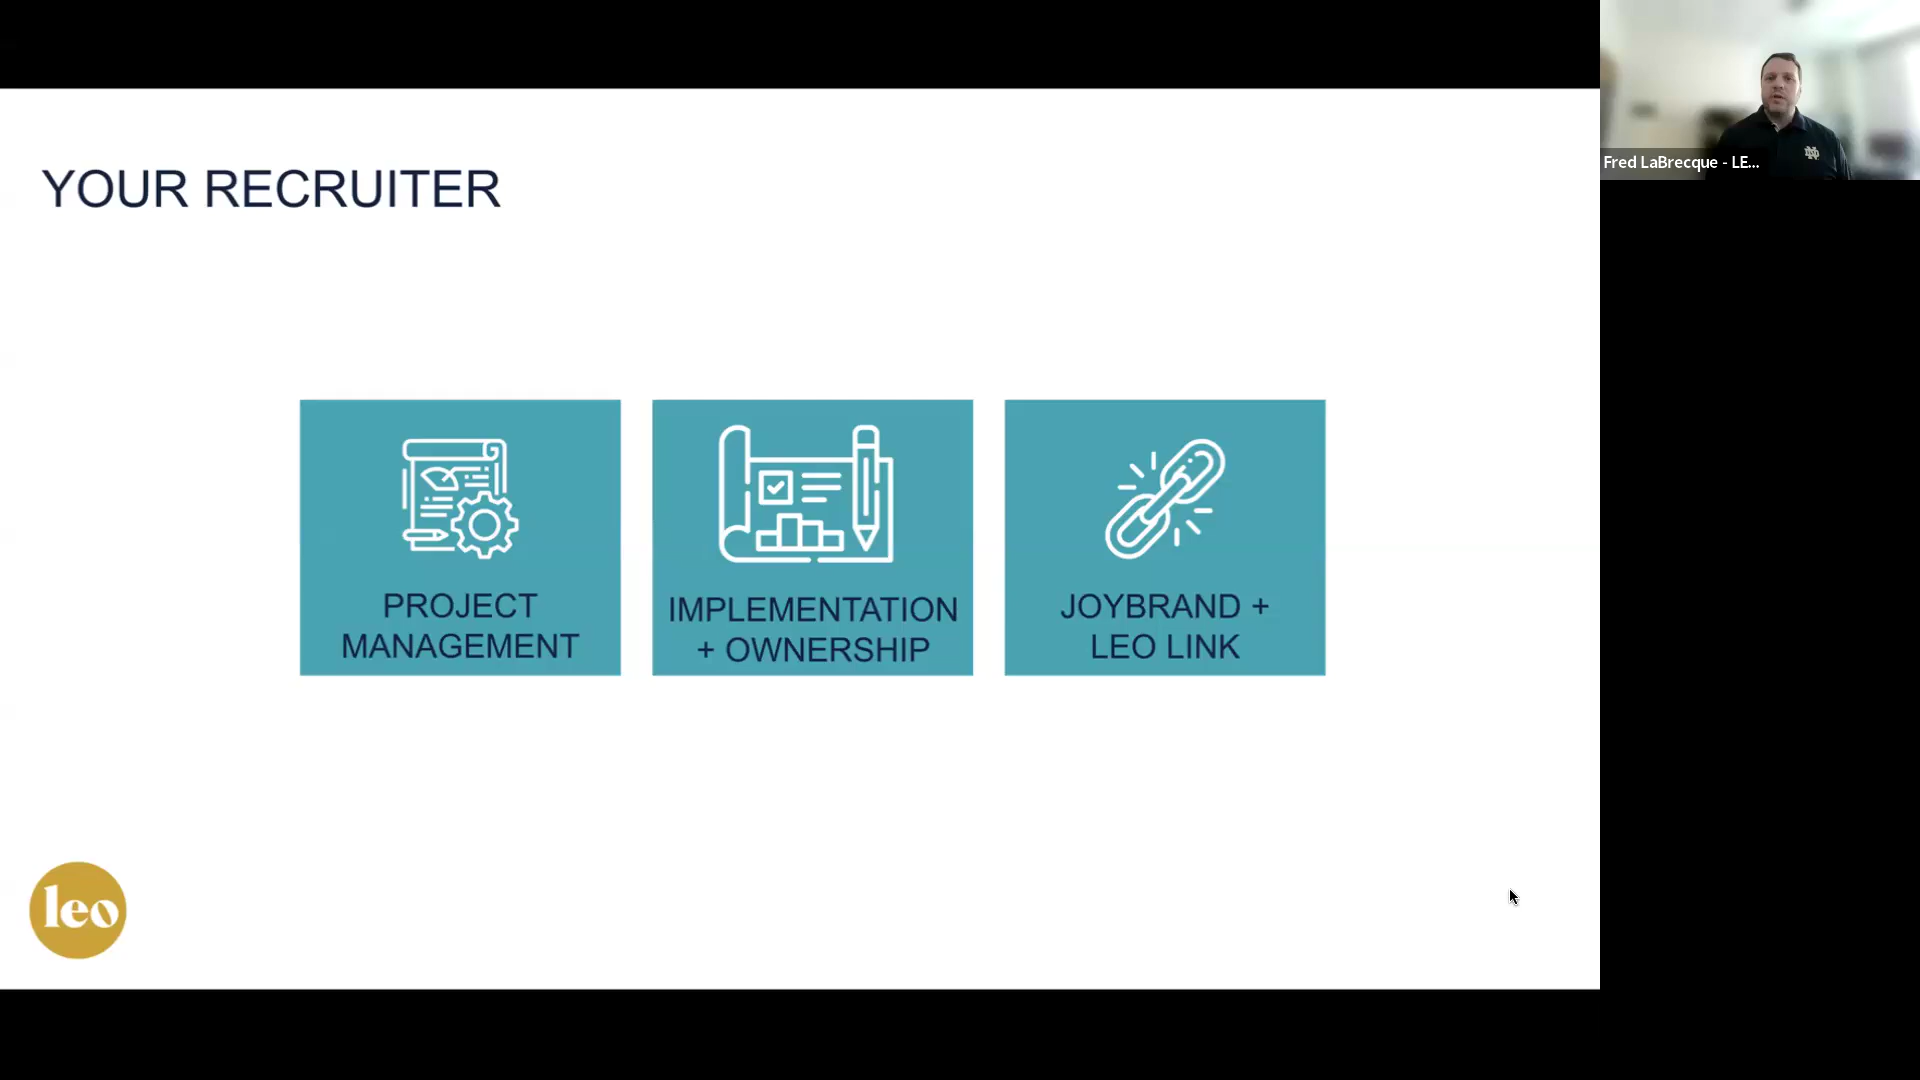 YOUR RECRUITER
Fred LaBrecque - LE...
PROJECT
MANAGEMENT
IMPLEMENTATION
+ OWNERSHIP
JOYBRAND +
LEO LINK
leo